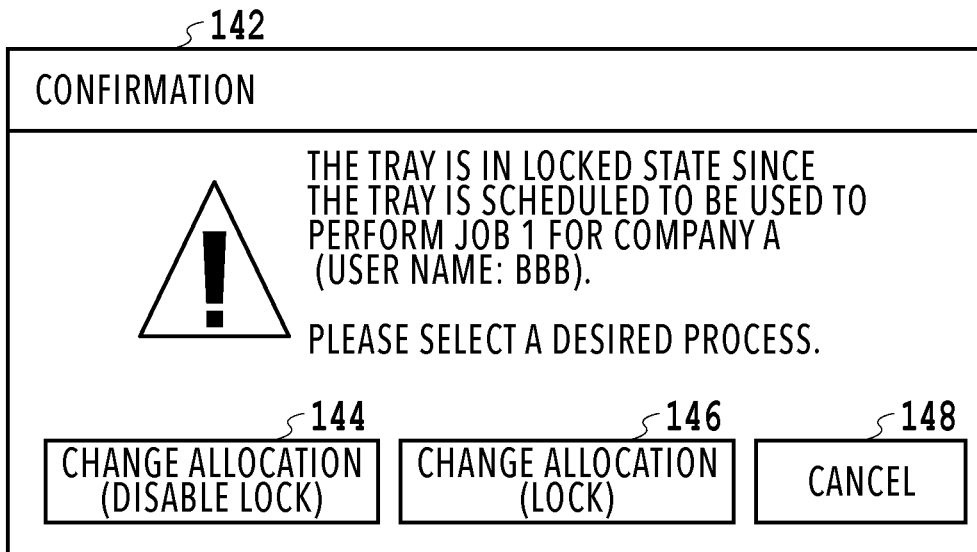 142
CONFIRMATION
THE TRAY IS IN LOCKED STATE SINCE
THE TRAY IS SCHEDULED TO BE USED TO
PERFORM JOB 1 FOR COMPANY A
(USER NAME: BBB).
PLEASE SELECT A DESIRED PROCESS.
144
CHANGE ALLOCATION
(DISABLE LOCK)
146
CHANGE ALLOCATION
(LOCK)
148
CANCEL